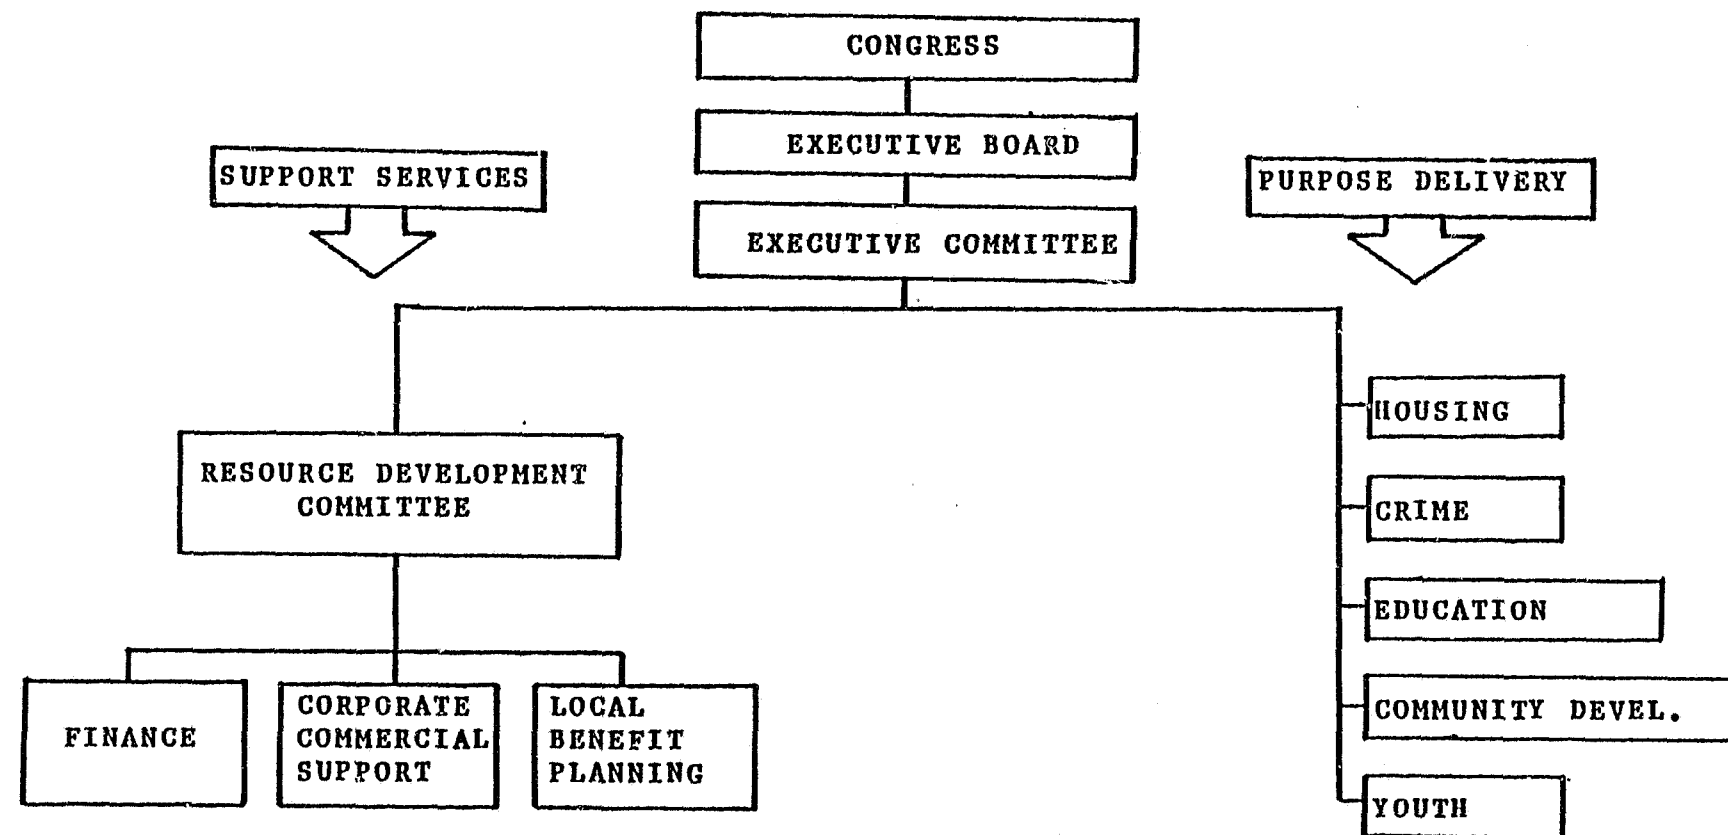 CONGRESS
EXECUTIVE BOARD
SUPPORT SERVICES
PURPOSE DELIVERY
EXECUTIVE COMMITTEE
HOUSING
RESOURCE DEVELOPMENT
COMMITTEE
CRIME
EDUCATION
FINANCE
CORPORATE
COMMERCIAL
SUPPORT
LOCAL
BENEFIT
PLANNING
COMMUNITY DEVEL.
YOUTH